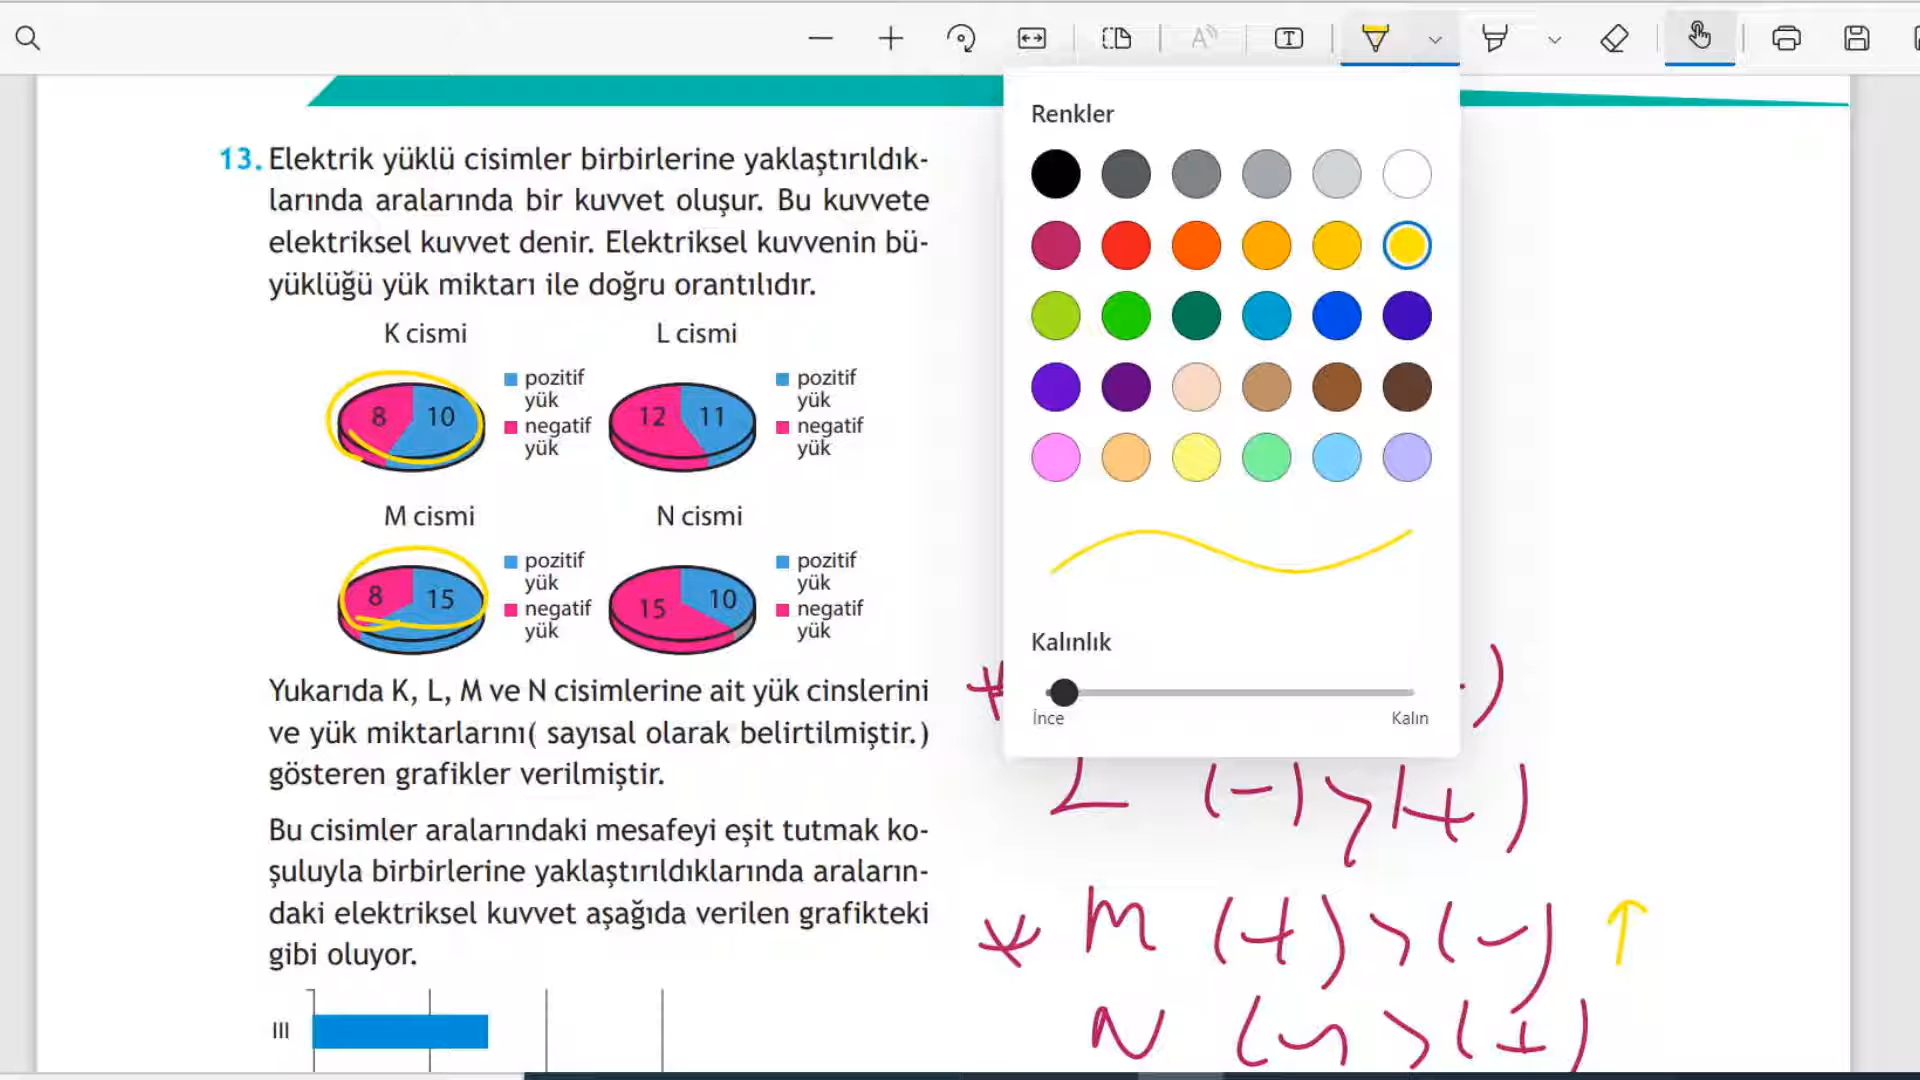 Renkler
13. Elektrik yüklü cisimler birbirlerine yaklaştırıldık-
larında aralarında bir kuvvet oluşur. Bu kuvvete
elektriksel kuvvet denir. Elektriksel kuvvenin bü-
yüklüğü yük miktarı ile doğru orantılıdır.
K cismi
8 10
pozitif
yük
negatif
yük
L cismi
12 11
pozitif
yük
negatif
yük
M cismi
8 15
pozitif
yük
negatif
yük
N cismi
15 10
pozitif
yük
negatif
yük
Yukarıda K, L, M ve N cisimlerine ait yük cinslerini
ve yük miktarlarını( sayısal olarak belirtilmiştir.)
gösteren grafikler verilmiştir.
Bu cisimler aralarındaki mesafeyi eşit tutmak ko-
şuluyla birbirlerine yaklaştırıldıklarında araların-
daki elektriksel kuvvet aşağıda verilen grafikteki
gibi oluyor.
III
Kalınlık
İnce
Kalın
L (-) > (+)
* M (+) > (-) ↑
N (-) > (+)